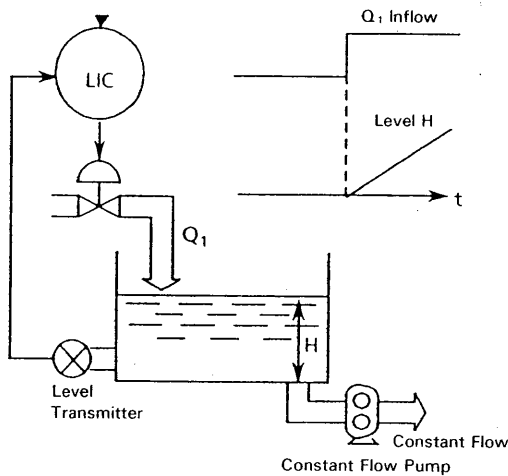 LIC
Q₁ Inflow
Level H
t
Q₁
H
Level
Transmitter
Constant Flow
Constant Flow Pump